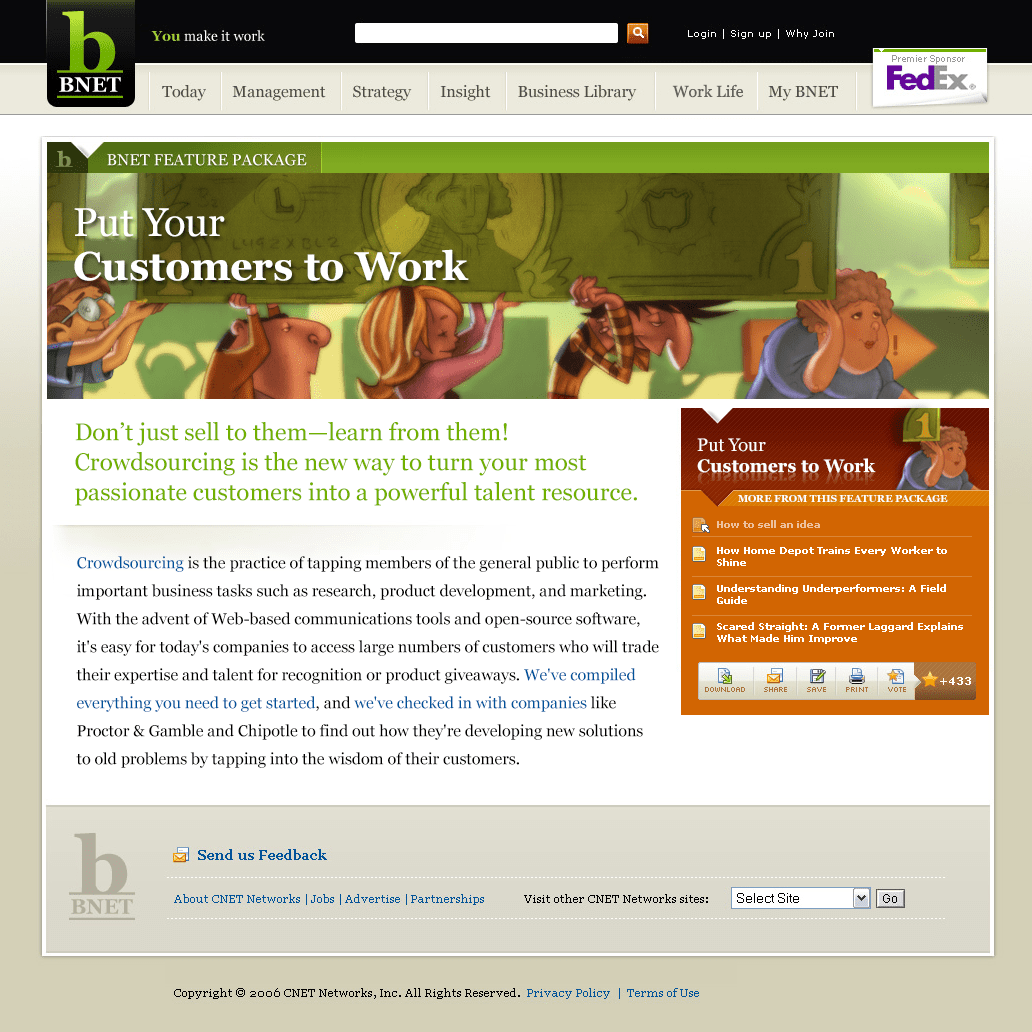 b
BNET
You make it work
Login | Sign up | Why Join
Premier Sponsor
FedEx®
Today
Management
Strategy
Insight
Business Library
Work Life
My BNET
b
BNET FEATURE PACKAGE
L
1
1
Put Your
Customers to Work
Don't just sell to them—learn from them!
Crowdsourcing is the new way to turn your most
passionate customers into a powerful talent resource.
Crowdsourcing is the practice of tapping members of the general public to perform
important business tasks such as research, product development, and marketing.
With the advent of Web-based communications tools and open-source software,
it's easy for today's companies to access large numbers of customers who will trade
their expertise and talent for recognition or product giveaways. We've compiled
everything you need to get started, and we've checked in with companies like
Proctor & Gamble and Chipotle to find out how they're developing new solutions
to old problems by tapping into the wisdom of their customers.
1
Put Your
Customers to Work
MORE FROM THIS FEATURE PACKAGE
How to sell an idea
How Home Depot Trains Every Worker to
Shine
Understanding Underperformers: A Field
Guide
Scared Straight: A Former Laggard Explains
What Made Him Improve
DOWNLOAD
SHARE
SAVE
PRINT
VOTE
+433
b
BNET
Send us Feedback
About CNET Networks | Jobs | Advertise | Partnerships
Visit other CNET Networks sites:
Select Site
Go
Copyright © 2006 CNET Networks, Inc. All Rights Reserved. Privacy Policy | Terms of Use